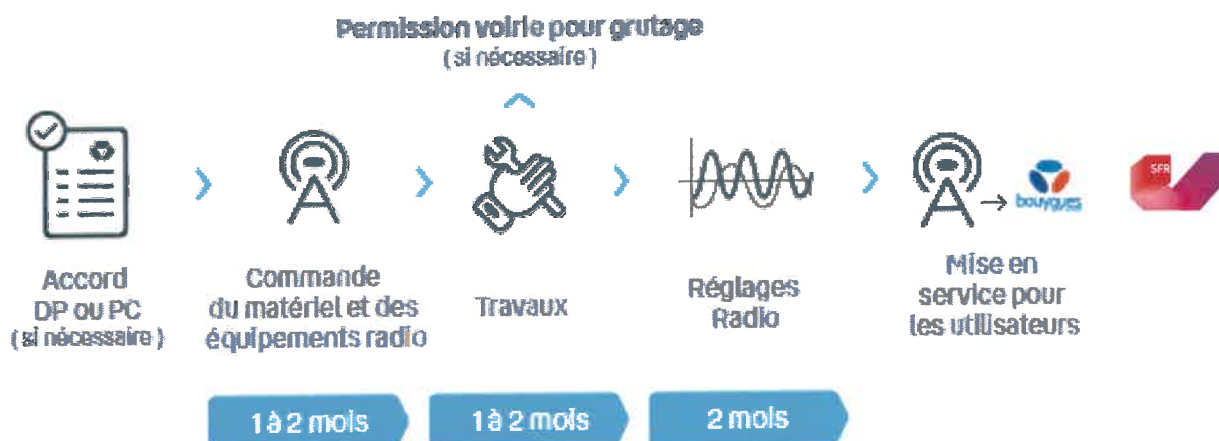 Permission voirie pour grutage
( si nécessaire )
Accord
DP ou PC
( si nécessaire )
Commande
du matériel et des
équipements radio
Travaux
Réglages
Radio
bouygues
SFR
Mise en
service pour
les utilisateurs
1 à 2 mois
1 à 2 mois
2 mois